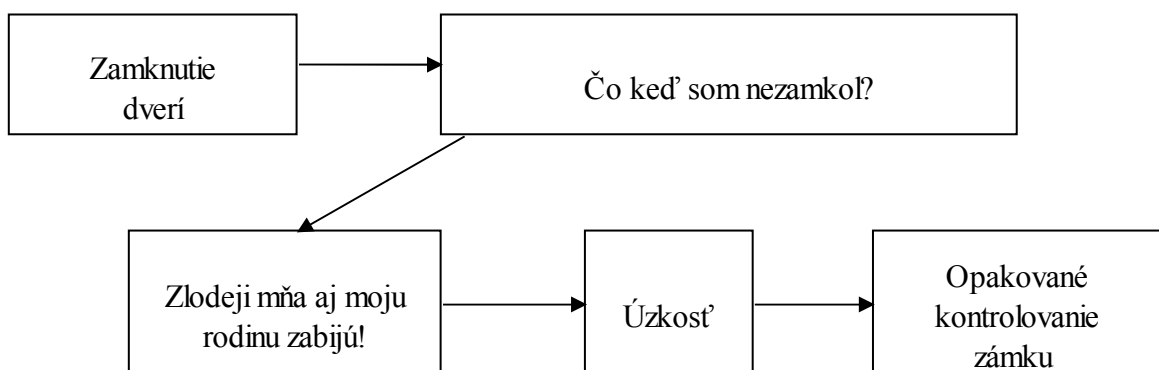 Zamknutie
dverí
Čo keď som nezamkol?
Zlodeji mňa aj moju
rodinu zabijú!
Úzkosť
Opakované
kontrolovanie
zámku